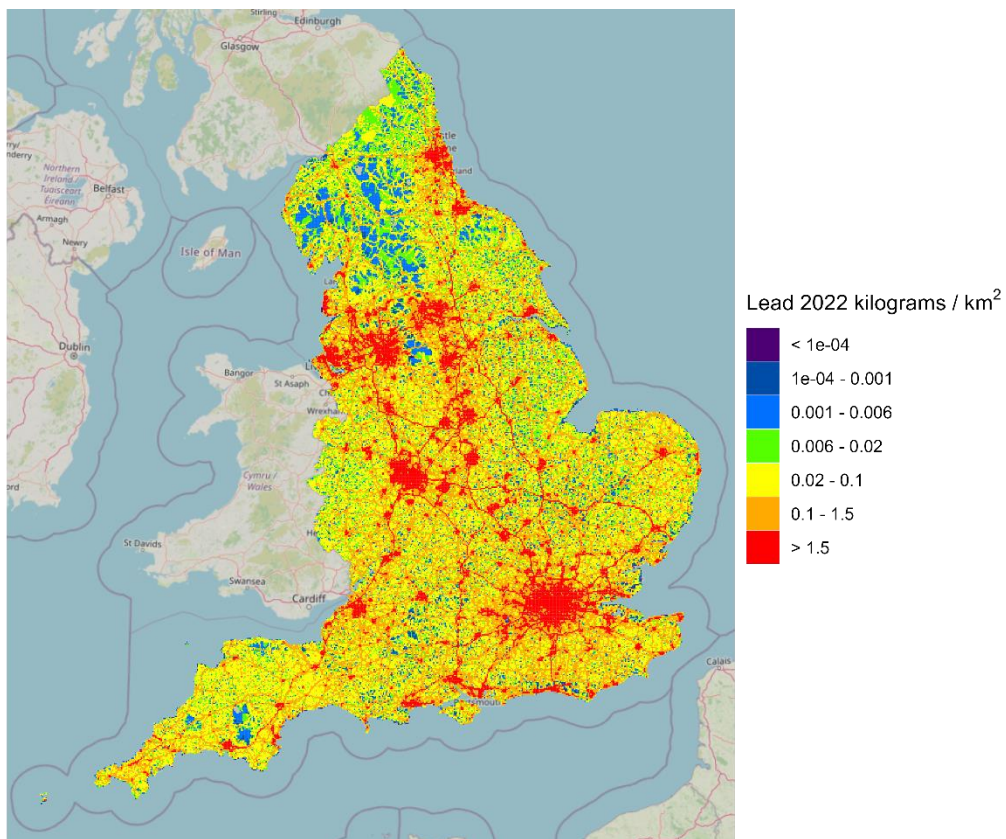 Stirling
Edinburgh
Glasgow
Northern
Ireland
Tuaisceart
Éireann
Belfast
Armagh
Newry
Isle of Man
Dublin
Bangor
St Asaph
Wrexham
Cymru /
Wales
St Davids
Swansea
Cardiff
Portsmouth
Calais
Lead 2022 kilograms / km²
< 1e-04
1e-04 - 0.001
0.001 - 0.006
0.006 - 0.02
0.02 - 0.1
0.1 - 1.5
> 1.5